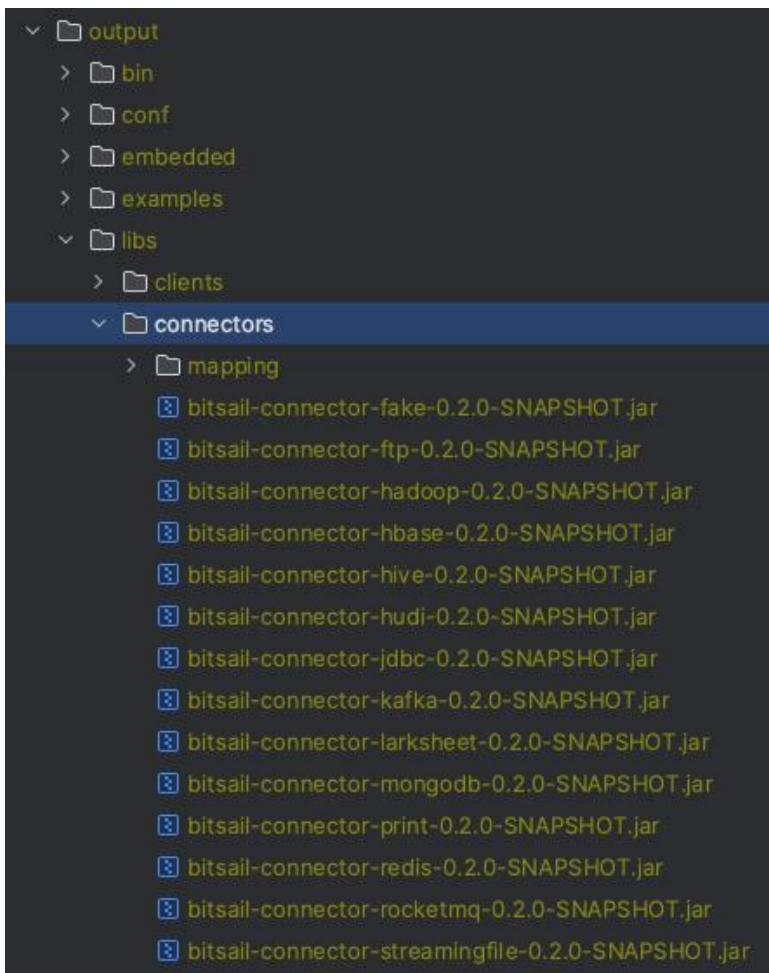 output
bin
conf
embedded
examples
libs
clients
connectors
mapping
bitsail-connector-fake-0.2.0-SNAPSHOT.jar
bitsail-connector-ftp-0.2.0-SNAPSHOT.jar
bitsail-connector-hadoop-0.2.0-SNAPSHOT.jar
bitsail-connector-hbase-0.2.0-SNAPSHOT.jar
bitsail-connector-hive-0.2.0-SNAPSHOT.jar
bitsail-connector-hudi-0.2.0-SNAPSHOT.jar
bitsail-connector-jdbc-0.2.0-SNAPSHOT.jar
bitsail-connector-kafka-0.2.0-SNAPSHOT.jar
bitsail-connector-larksheet-0.2.0-SNAPSHOT.jar
bitsail-connector-mongodb-0.2.0-SNAPSHOT.jar
bitsail-connector-print-0.2.0-SNAPSHOT.jar
bitsail-connector-redis-0.2.0-SNAPSHOT.jar
bitsail-connector-rocketmq-0.2.0-SNAPSHOT.jar
bitsail-connector-streamingfile-0.2.0-SNAPSHOT.jar